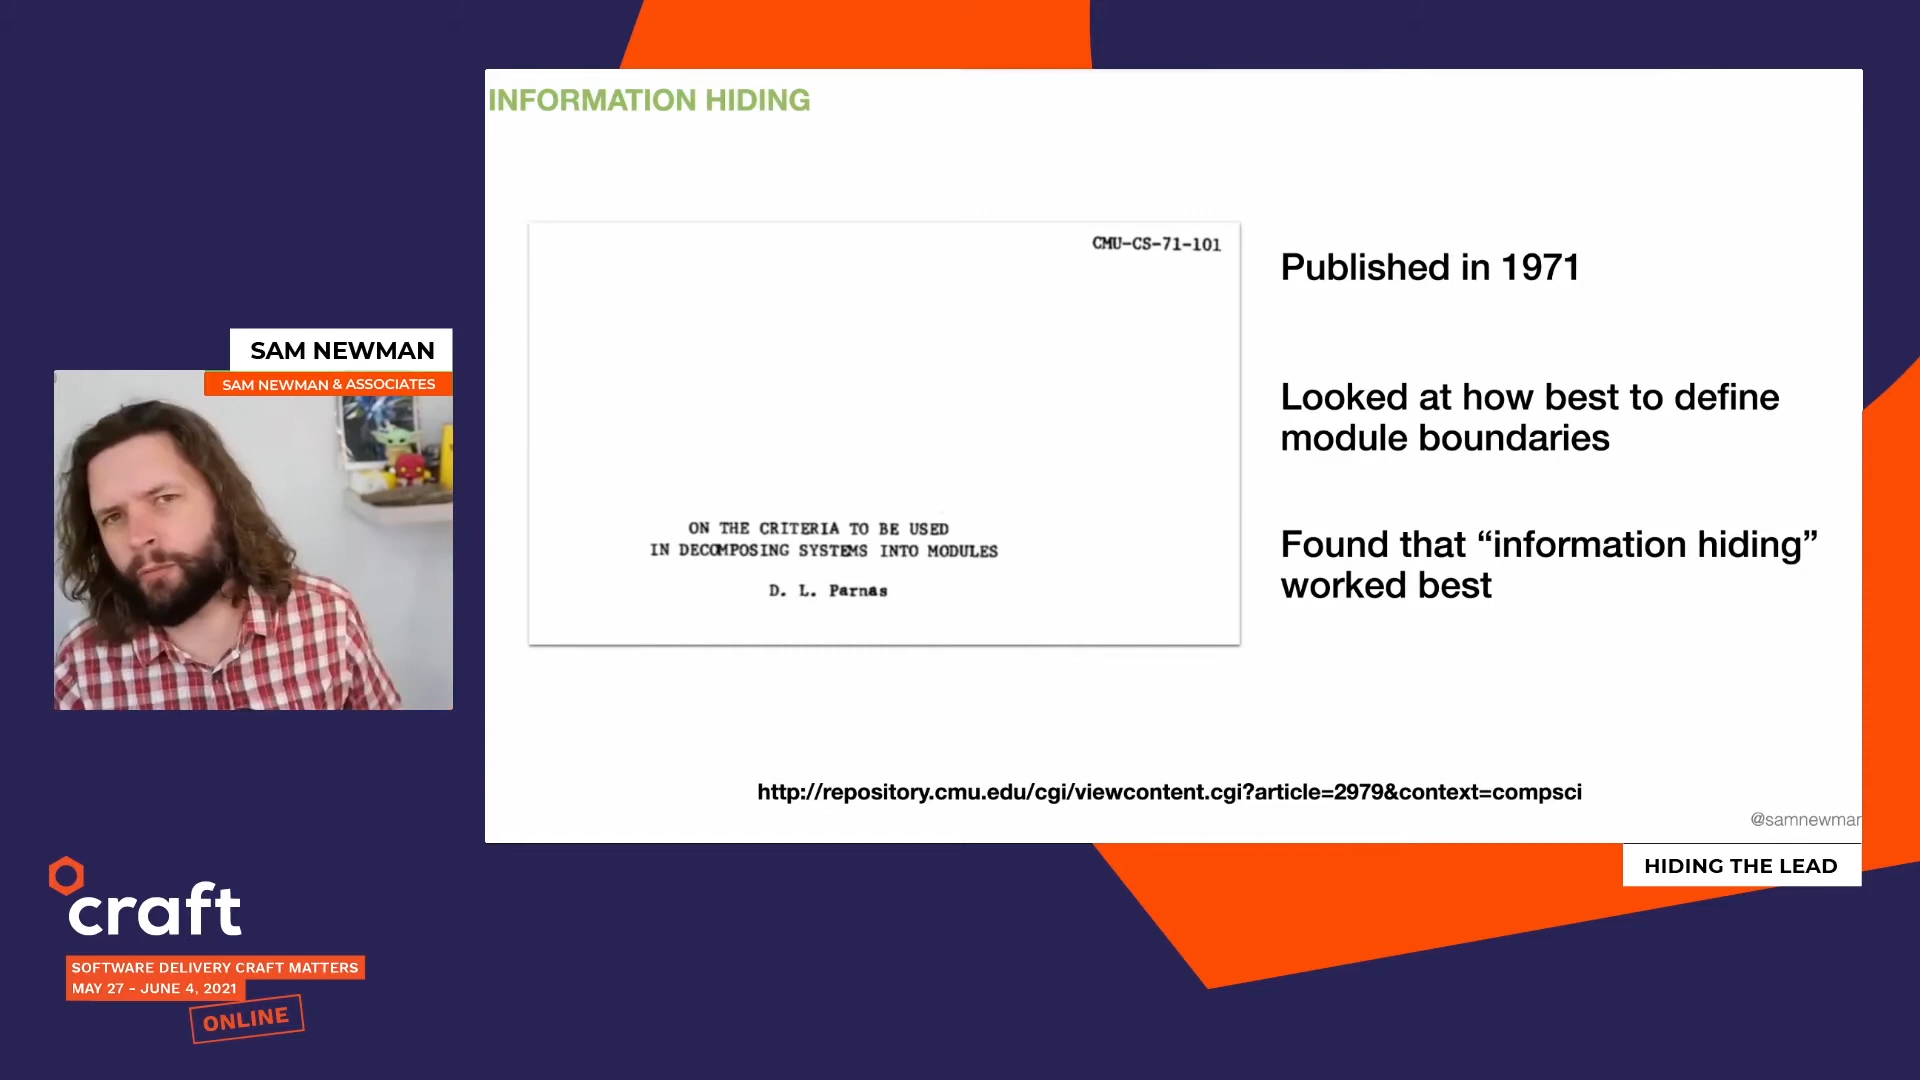 INFORMATION HIDING
CMU-CS-71-101
ON THE CRITERIA TO BE USED
IN DECOMPOSING SYSTEMS INTO MODULES
D. L. Parnas
Published in 1971
Looked at how best to define
module boundaries
Found that “information hiding”
worked best
http://repository.cmu.edu/cgi/viewcontent.cgi?article=2979&context=compsci
@samnewman
HIDING THE LEAD
SAM NEWMAN
SAM NEWMAN & ASSOCIATES
craft
SOFTWARE DELIVERY CRAFT MATTERS
MAY 27 - JUNE 4, 2021
ONLINE